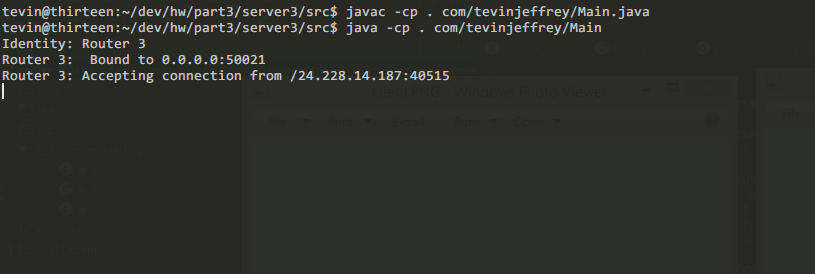 tevin@thirteen:~/dev/hw/part3/server3/src$ javac -cp . com/tevinjeffrey/Main.java
tevin@thirteen:~/dev/hw/part3/server3/src$ java -cp . com/tevinjeffrey/Main
Identity: Router 3
Router 3:  Bound to 0.0.0.0:50021
Router 3: Accepting connection from /24.228.14.187:40515